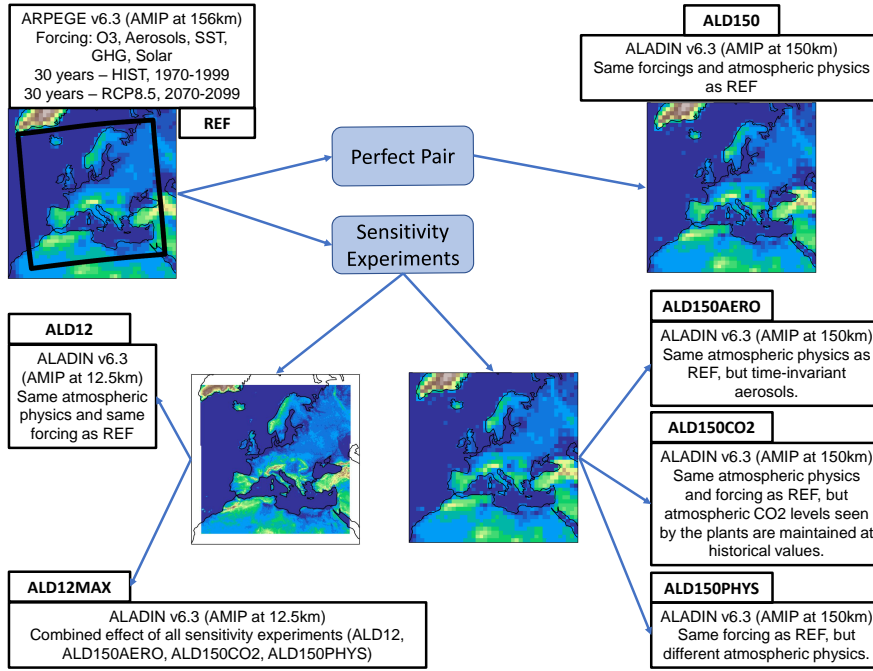 ARPEGE v6.3 (AMIP at 156km)
Forcing: O3, Aerosols, SST,
GHG, Solar
30 years – HIST, 1970-1999
30 years – RCP8.5, 2070-2099
REF
ALD150
ALADIN v6.3 (AMIP at 150km)
Same forcings and atmospheric physics
as REF
Perfect Pair
Sensitivity
Experiments
ALD12
ALADIN v6.3
(AMIP at 12.5km)
Same atmospheric
physics and same
forcing as REF
ALD150AERO
ALADIN v6.3 (AMIP at 150km)
Same atmospheric physics as
REF, but time-invariant
aerosols.
ALD150CO2
ALADIN v6.3 (AMIP at 150km)
Same atmospheric physics
and forcing as REF, but
atmospheric CO2 levels seen
by the plants are maintained at
historical values.
ALD12MAX
ALADIN v6.3 (AMIP at 12.5km)
Combined effect of all sensitivity experiments (ALD12,
ALD150AERO, ALD150CO2, ALD150PHYS)
ALD150PHYS
ALADIN v6.3 (AMIP at 150km)
Same forcing as REF, but
different atmospheric physics.